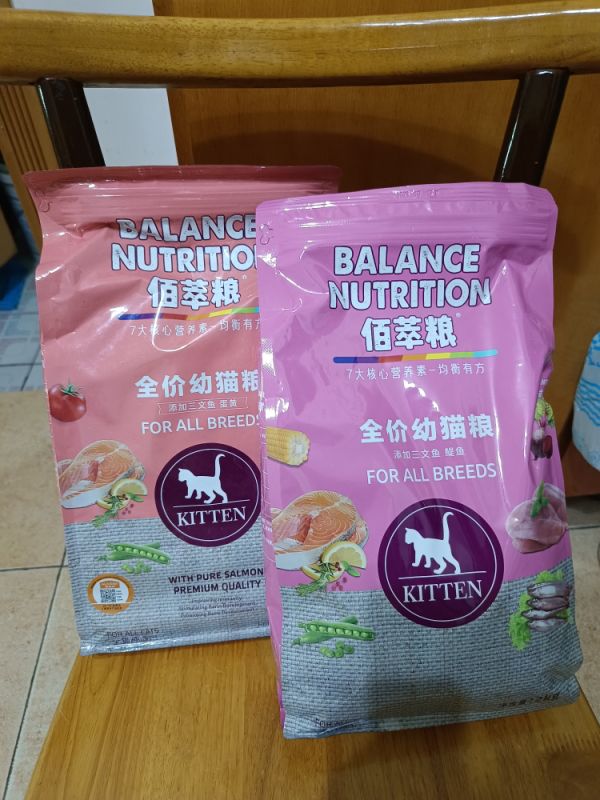 BALANCE
NUTRITION
佰萃粮
7大核心营养素-均衡有方
全价幼猫粮
添加三文鱼 蛋黄
FOR ALL BREEDS
KITTEN
WITH PURE SALMON
PREMIUM QUALITY
FOR ALL CATS
BALANCE
NUTRITION®
佰萃粮
7大核心营养素-均衡有方
全价幼猫粮
添加三文鱼 鳀鱼
FOR ALL BREEDS
KITTEN